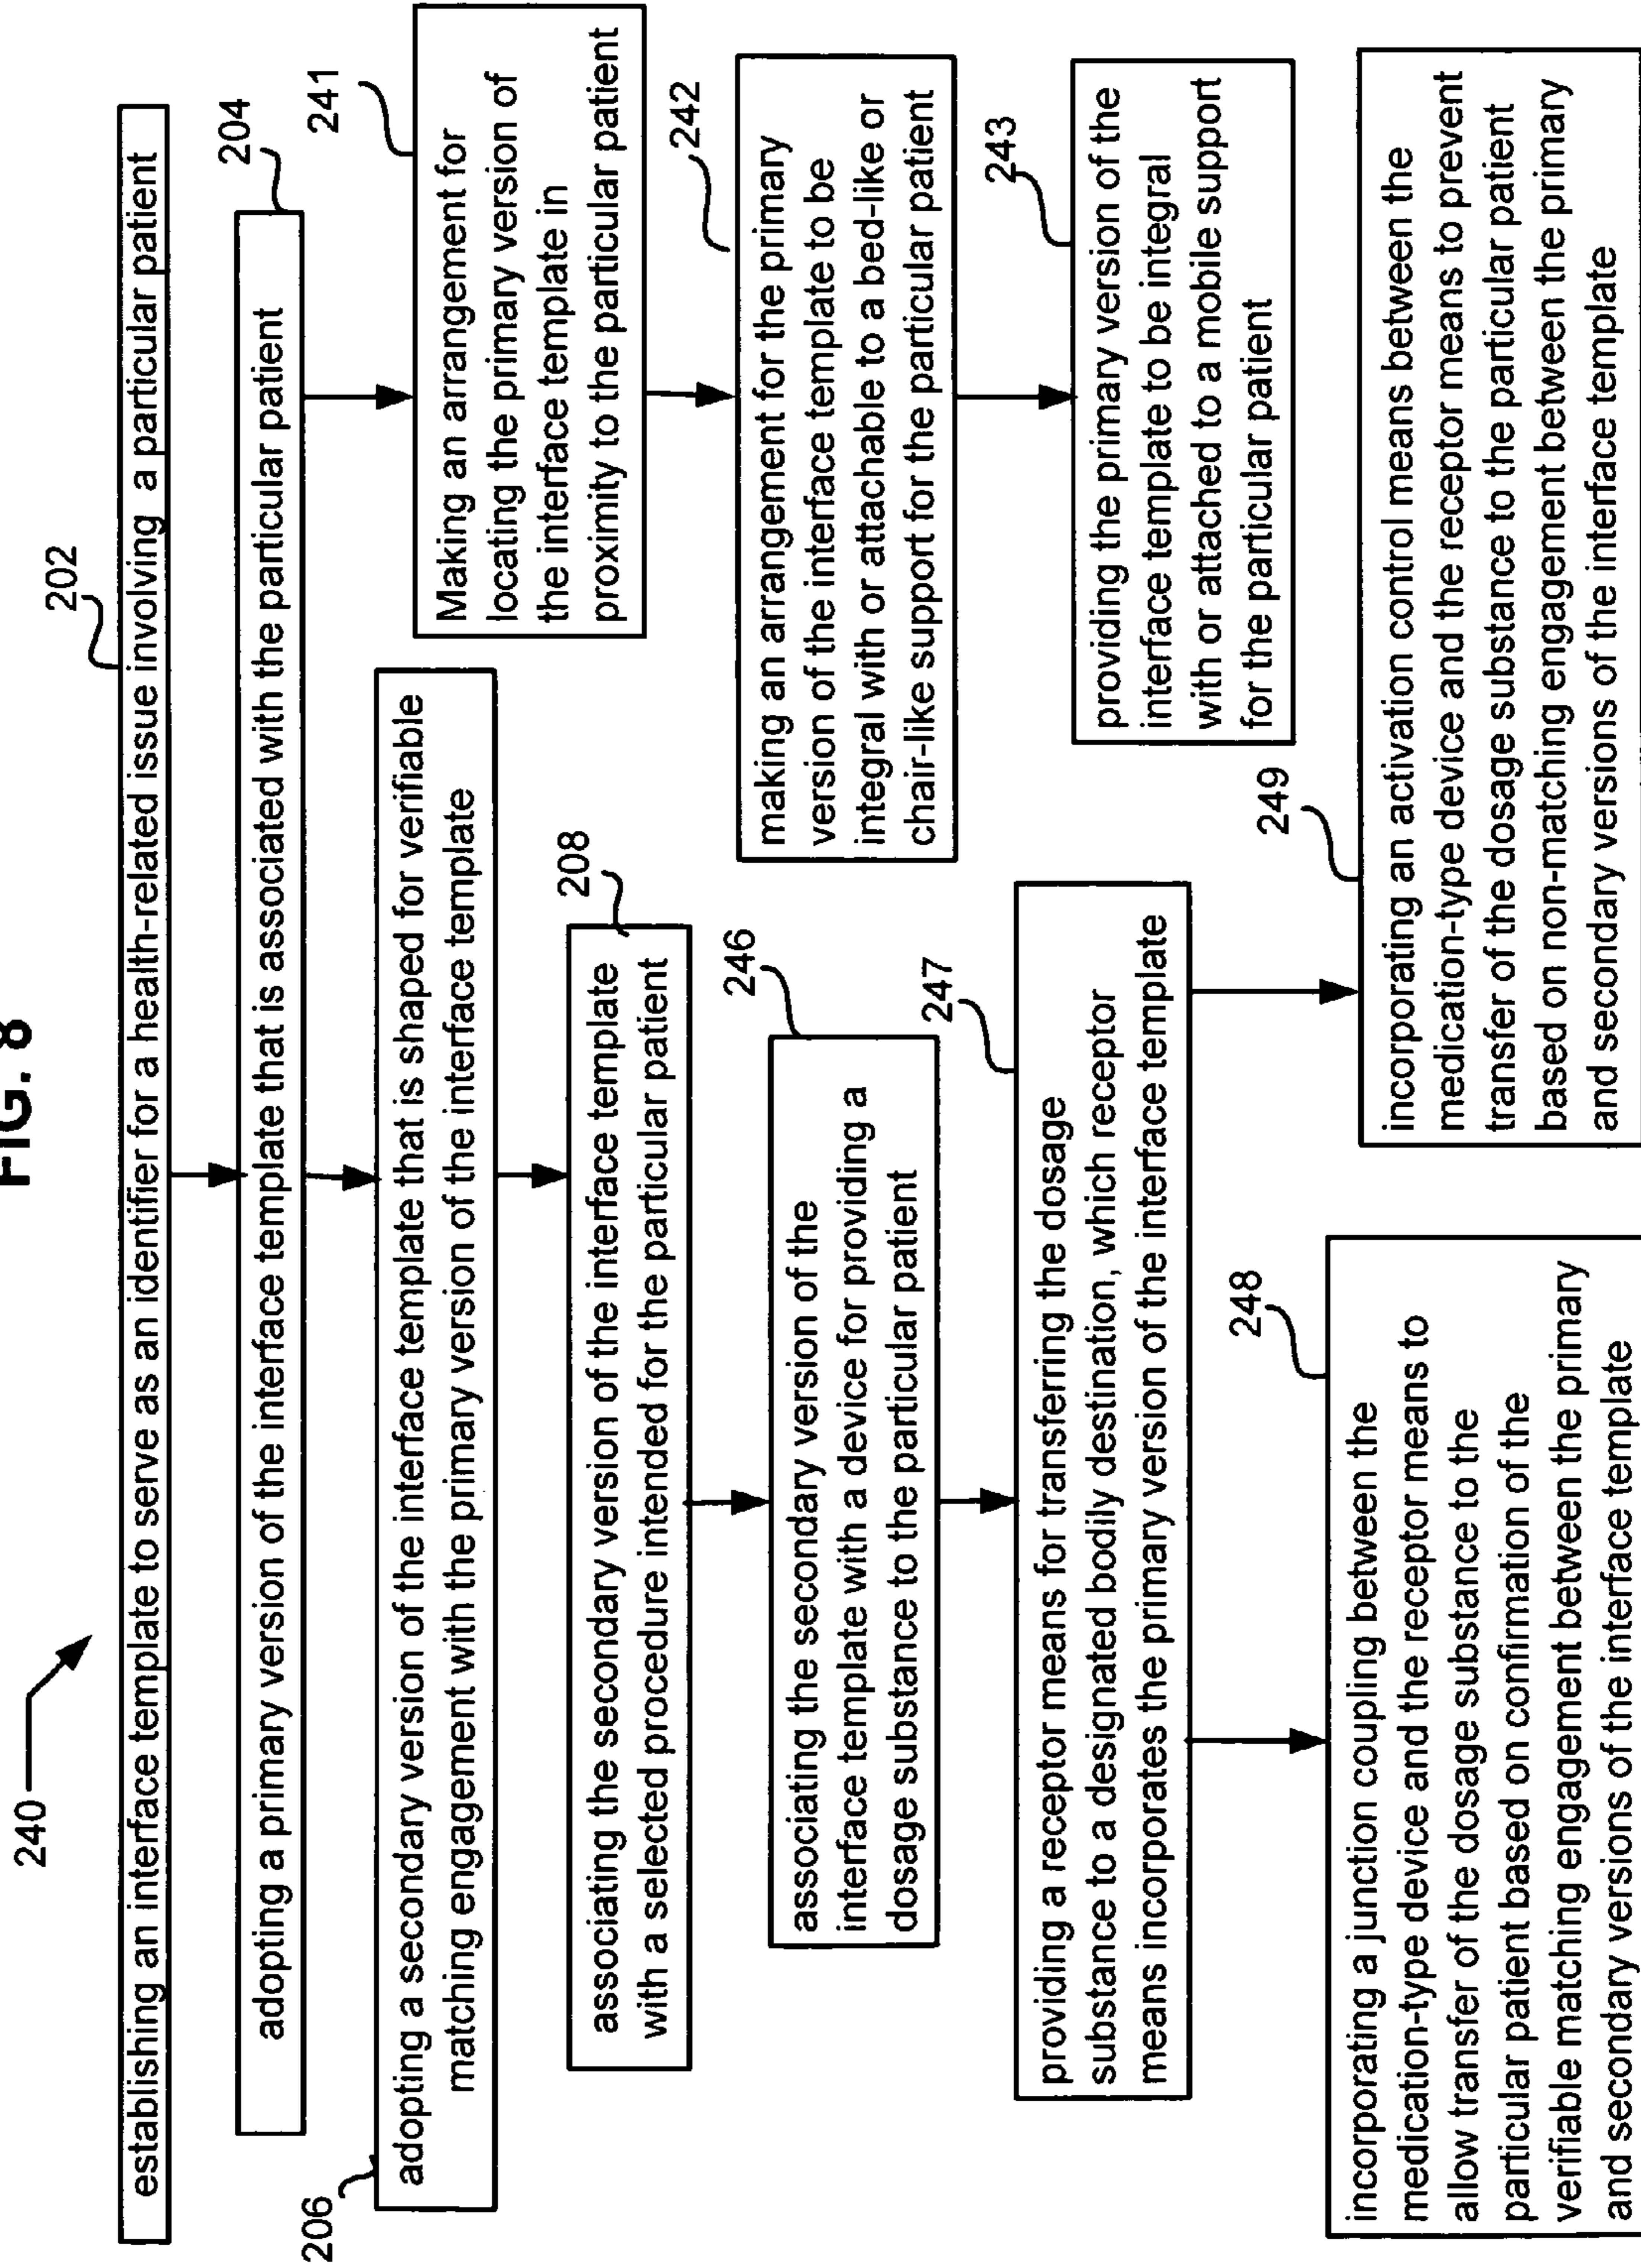 FIG. 8
240
202
establishing an interface template to serve as an identifier for a health-related issue involving a particular patient
204
adopting a primary version of the interface template that is associated with the particular patient
206
adopting a secondary version of the interface template that is shaped for verifiable
matching engagement with the primary version of the interface template
241
Making an arrangement for
locating the primary version of
the interface template in
proximity to the particular patient
208
associating the secondary version of the interface template
with a selected procedure intended for the particular patient
242
making an arrangement for the primary
version of the interface template to be
integral with or attachable to a bed-like or
chair-like support for the particular patient
246
associating the secondary version of the
interface template with a device for providing a
dosage substance to the particular patient
243
providing the primary version of the
interface template to be integral
with or attached to a mobile support
for the particular patient
247
providing a receptor means for transferring the dosage
substance to a designated bodily destination, which receptor
means incorporates the primary version of the interface template
248
incorporating a junction coupling between the
medication-type device and the receptor means to
allow transfer of the dosage substance to the
particular patient based on confirmation of the
verifiable matching engagement between the primary
and secondary versions of the interface template
249
incorporating an activation control means between the
medication-type device and the receptor means to prevent
transfer of the dosage substance to the particular patient
based on non-matching engagement between the primary
and secondary versions of the interface template